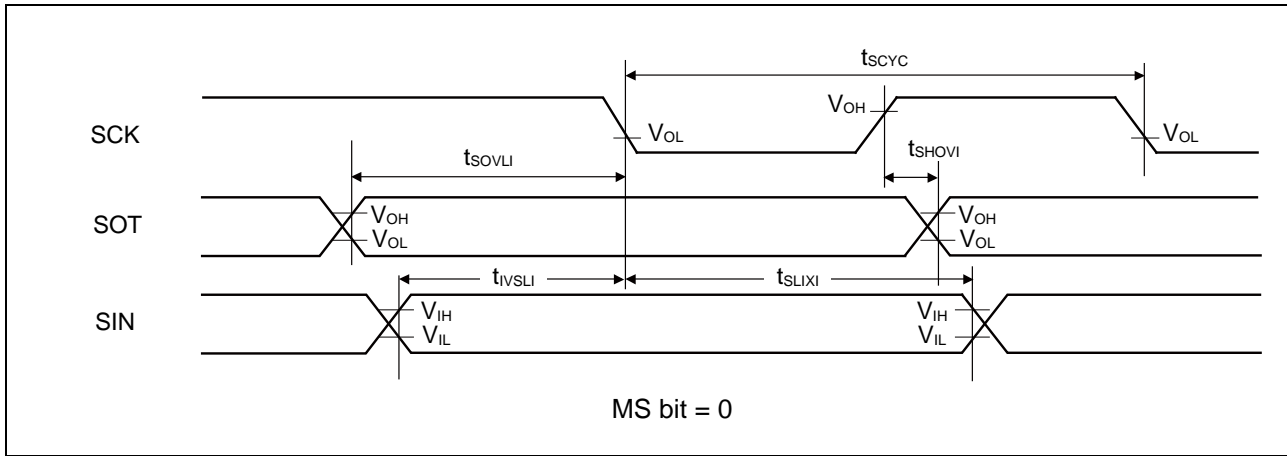 tSCYC
SCK
VOH
VOL
VOL
tSOVLI
tSHOVI
SOT
VOH
VOL
VOH
VOL
tIVSLI
tSLIXI
SIN
VIH
VIL
VIH
VIL
MS bit = 0